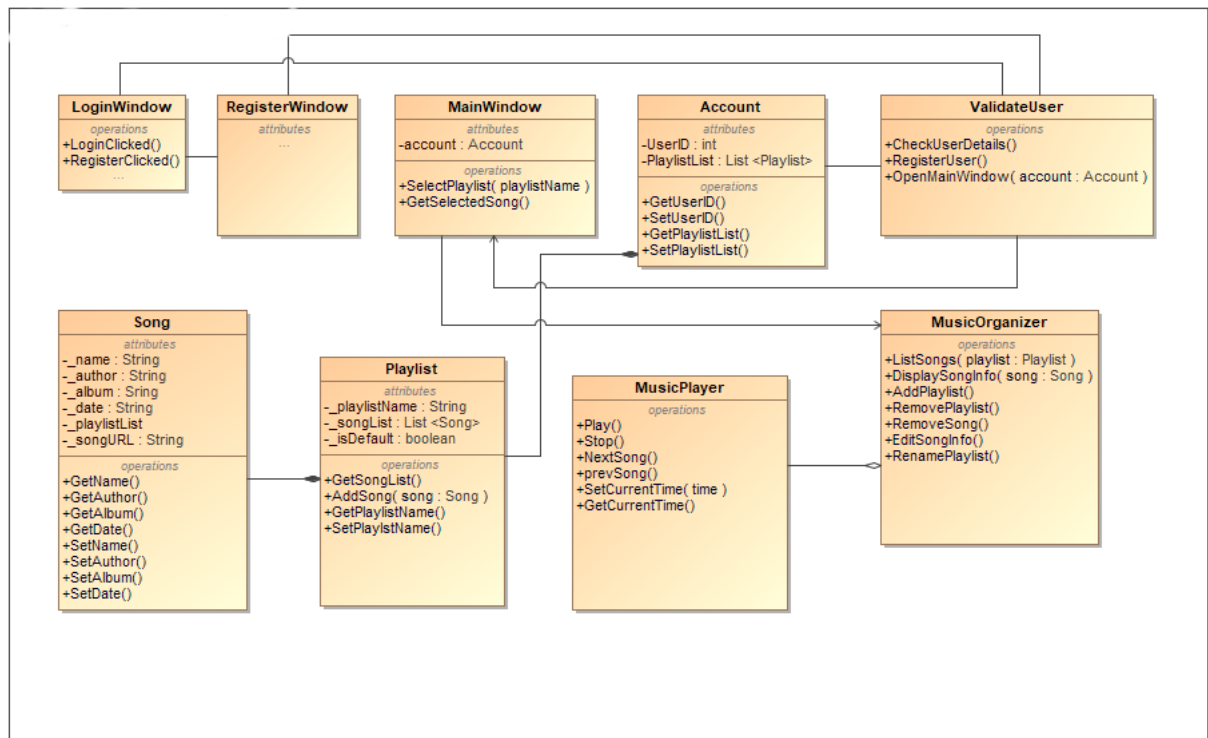 LoginWindow
operations
+LoginClicked()
+RegisterClicked()
...
RegisterWindow
attributes
...
MainWindow
attributes
-account : Account
operations
+SelectPlaylist( playlistName )
+GetSelectedSong()
Account
attributes
-UserID : int
-PlaylistList : List <Playlist>
operations
+GetUserID()
+SetUserID()
+GetPlaylistList()
+SetPlaylistList()
ValidateUser
operations
+CheckUserDetails()
+RegisterUser()
+OpenMainWindow( account : Account )
Song
attributes
-_name : String
-_author : String
-_album : Sring
-_date : String
-_playlistList
-_songURL : String
operations
+GetName()
+GetAuthor()
+GetAlbum()
+GetDate()
+SetName()
+SetAuthor()
+SetAlbum()
+SetDate()
Playlist
attributes
-_playlistName : String
-_songList : List <Song>
-_isDefault : boolean
operations
+GetSongList()
+AddSong( song : Song )
+GetPlaylistName()
+SetPlaylstName()
MusicPlayer
operations
+Play()
+Stop()
+NextSong()
+prevSong()
+SetCurrentTime( time )
+GetCurrentTime()
MusicOrganizer
operations
+ListSongs( playlist : Playlist )
+DisplaySongInfo( song : Song )
+AddPlaylist()
+RemovePlaylist()
+RemoveSong()
+EditSongInfo()
+RenamePlaylist()